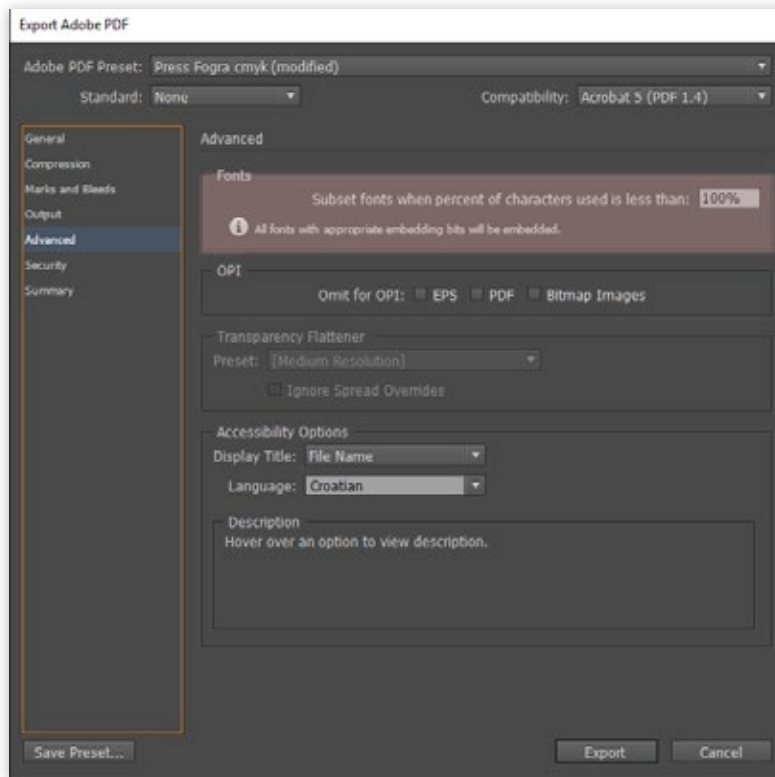 Export Adobe PDF
Adobe PDF Preset: Press Fogra cmyk (modified)
Standard: None Compatibility: Acrobat 5 (PDF 1.4)
General
Compression
Marks and Bleeds
Output
Advanced
Security
Summary
Advanced
Fonts
Subset fonts when percent of characters used is less than: 100%
All fonts with appropriate embedding bits will be embedded.
OPI
Omit for OPI: EPS PDF Bitmap Images
Transparency Flattener
Preset: [Medium Resolution]
Ignore Spread Overrides
Accessibility Options
Display Title: File Name
Language: Croatian
Description
Hover over an option to view description.
Save Preset... Export Cancel